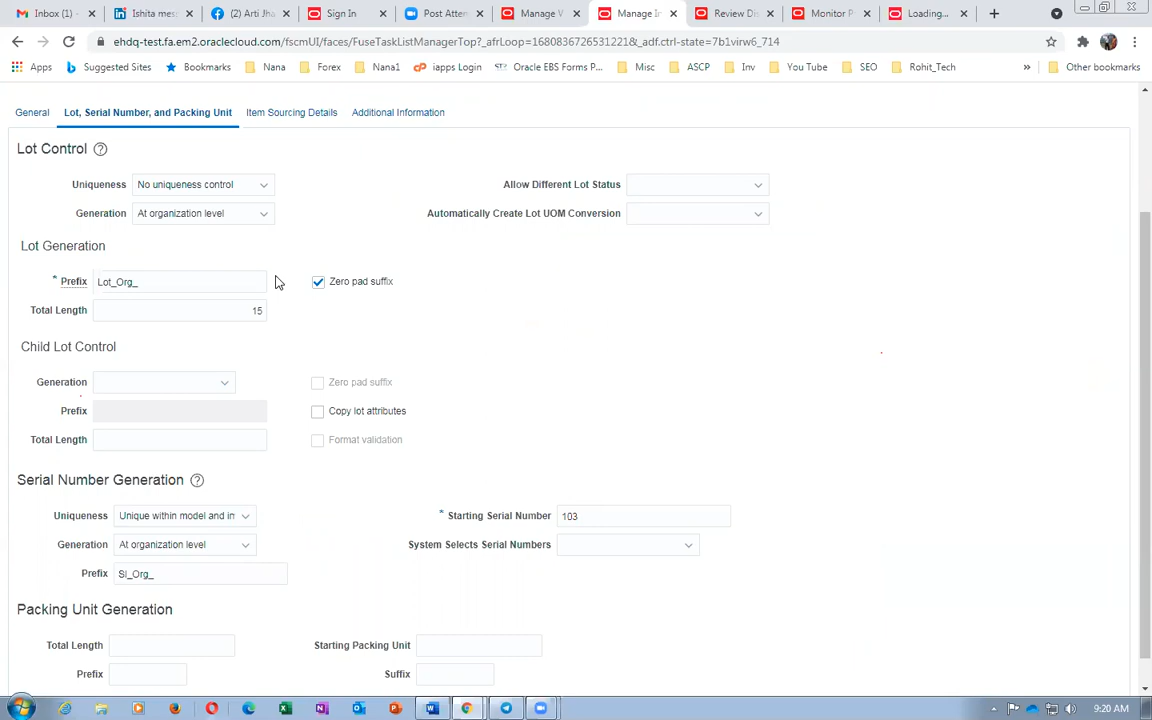 Inbox (1) - Ishita mess Arti Jha Sign In Post Atten Manage V Manage In Review Dis Monitor P Loading...
ehdq-test.fa.em2.oraclecloud.com/fscmUI/faces/FuseTaskListManagerTop?_afrLoop=1680836726531221&_adf.ctrl-state=7b1virw6_714
Apps Suggested Sites Bookmarks Nana Forex Nana1 iapps Login Oracle EBS Forms P... Misc ASCP Inv You Tube SEO Rohit_Tech » Other bookmarks
General Lot, Serial Number, and Packing Unit Item Sourcing Details Additional Information
Lot Control ?
Uniqueness No uniqueness control Allow Different Lot Status
Generation At organization level Automatically Create Lot UOM Conversion
Lot Generation
* Prefix Lot_Org_ Zero pad suffix
Total Length 15
Child Lot Control
Generation Zero pad suffix
Prefix Copy lot attributes
Total Length Format validation
Serial Number Generation ?
Uniqueness Unique within model and in * Starting Serial Number 103
Generation At organization level System Selects Serial Numbers
Prefix Sl_Org_
Packing Unit Generation
Total Length Starting Packing Unit
Prefix Suffix
9:20 AM